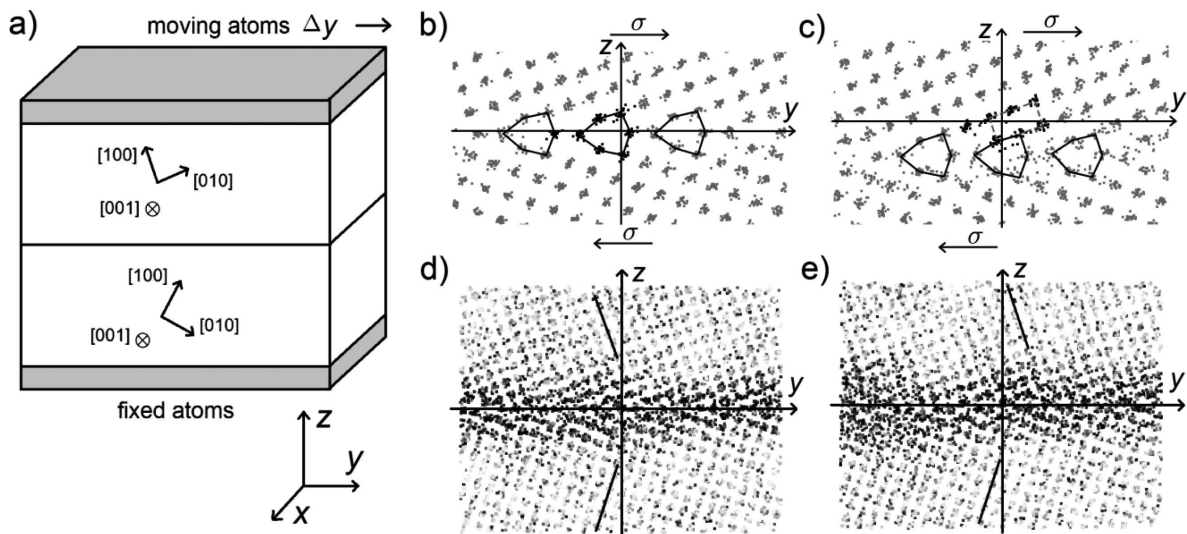 a)
moving atoms Δy
[100]
[010]
[001] ⊗
[100]
[010]
[001] ⊗
fixed atoms
z
y
x
b)
z
σ
y
c)
z
σ
y
σ
d)
z
y
σ
e)
z
y